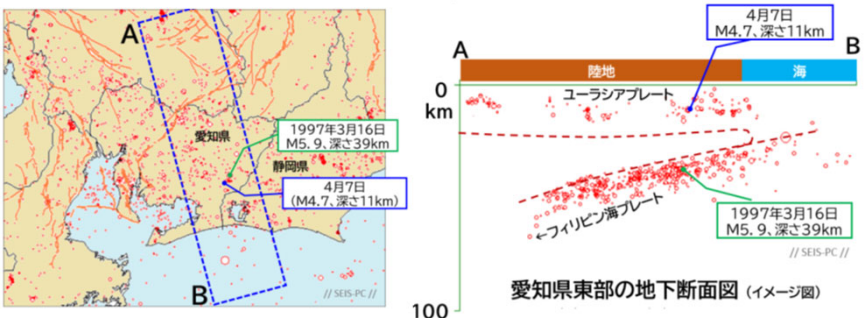 A
愛知県
1997年3月16日
M5.9、深さ39km
静岡県
4月7日
(M4.7、深さ11km)
B
// SEIS-PC //
4月7日
M4.7、深さ11km
A
B
陸地
海
0
km
ユーラシアプレート
←フィリピン海プレート
1997年3月16日
M5.9、深さ39km
// SEIS-PC //
愛知県東部の地下断面図(イメージ図)
100